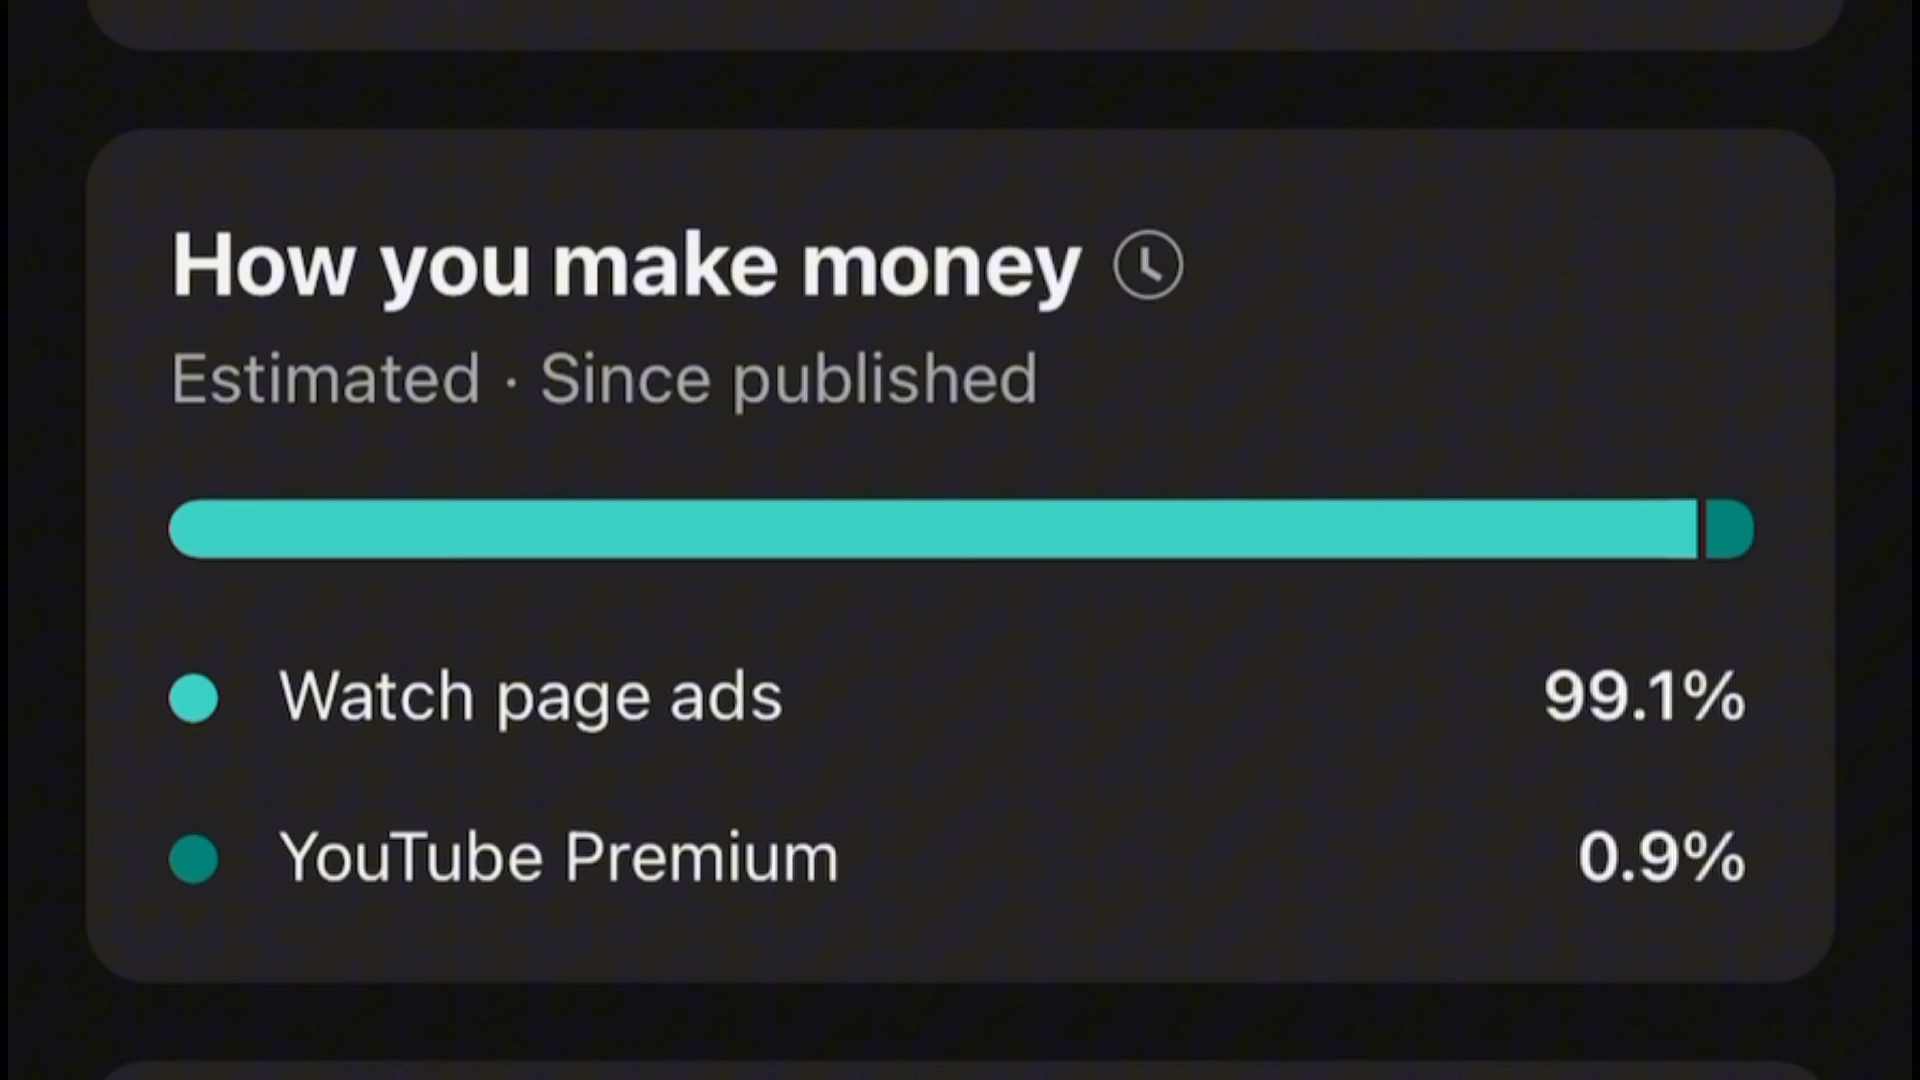 How you make money
Estimated · Since published
Watch page ads 99.1%
YouTube Premium 0.9%